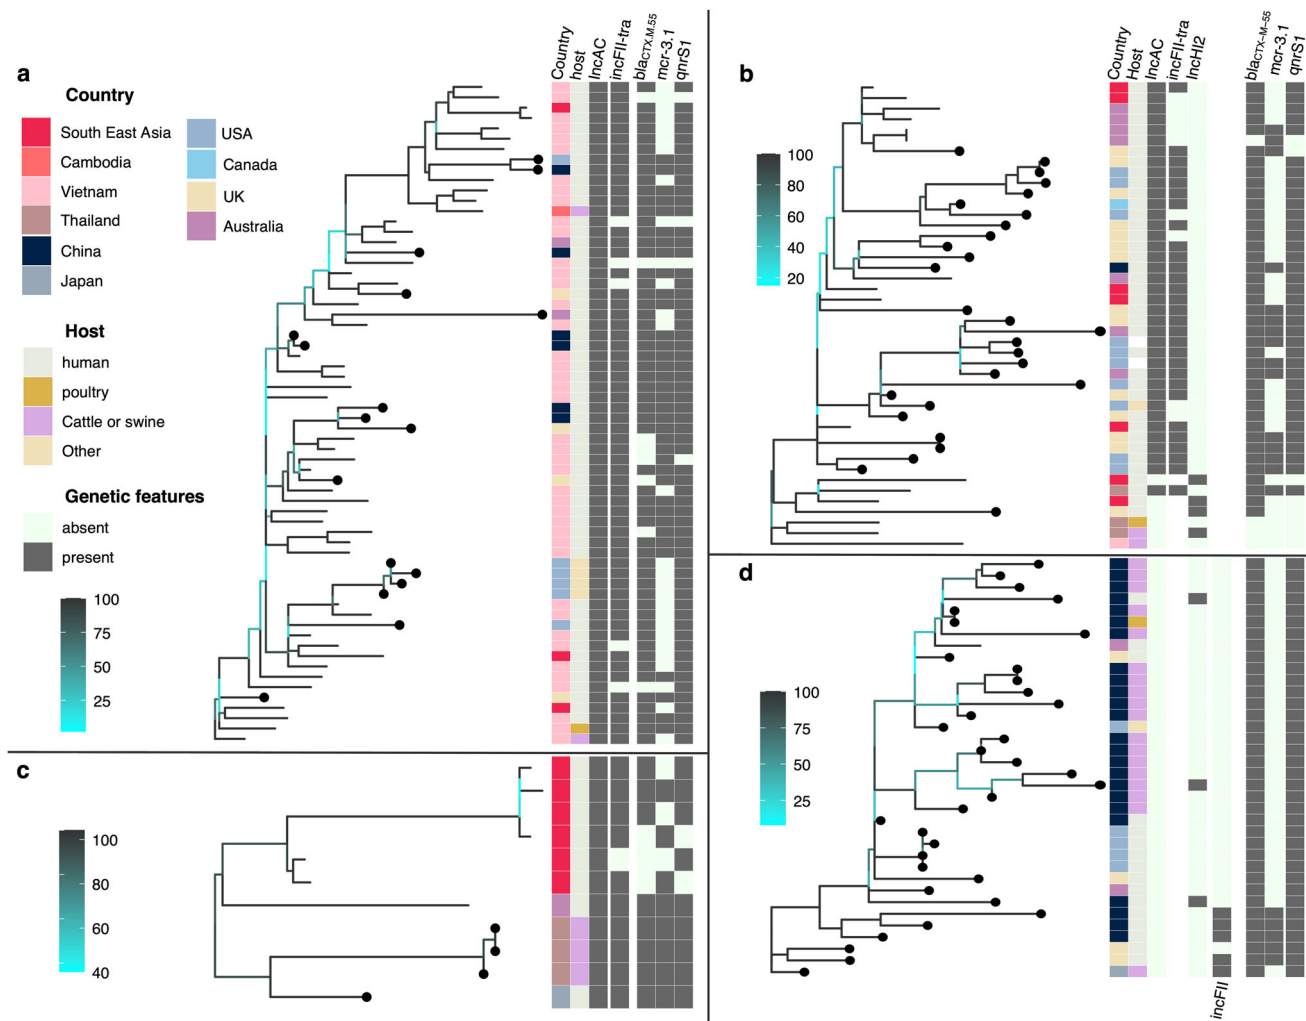 a
Country
host
IncAC
incFII-tra
blaCTX.M.55
mcr-3.1
qnrS1
Country
South East Asia
Cambodia
Vietnam
Thailand
China
Japan
USA
Canada
UK
Australia
Host
human
poultry
Cattle or swine
Other
Genetic features
absent
present
100
75
50
25
b
Country
Host
IncAC
incFII-tra
IncHI2
blaCTX-M-55
mcr-3.1
qnrS1
100
80
60
40
20
c
100
80
60
40
d
100
75
50
25
incFII